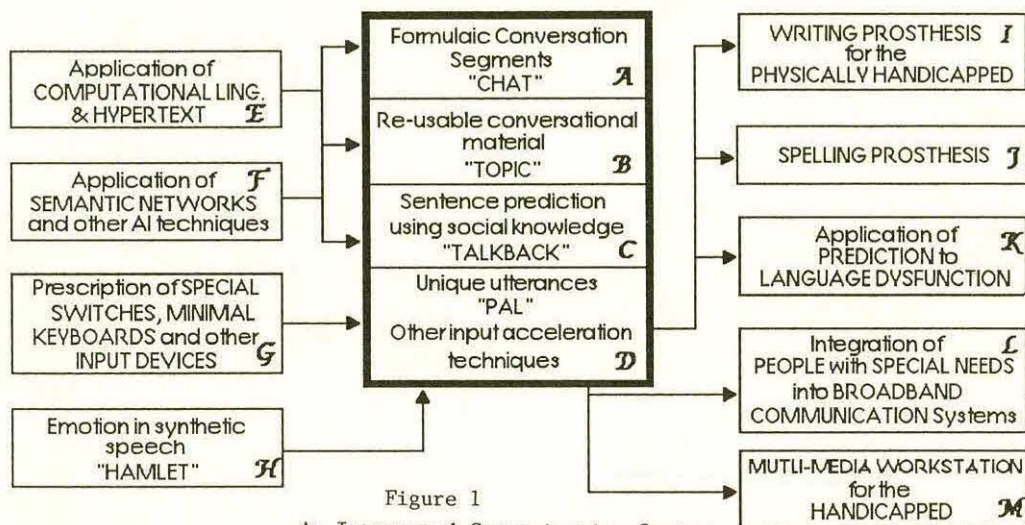 Application of
COMPUTATIONAL LING.
& HYPERTEXT E
Application of F
SEMANTIC NETWORKS
and other AI techniques
Prescription of SPECIAL
SWITCHES, MINIMAL
KEYBOARDS and other
INPUT DEVICES G
Emotion in synthetic
speech
"HAMLET" H
Formulaic Conversation
Segments
"CHAT" A
Re-usable conversational
material
"TOPIC" B
Sentence prediction
using social knowledge
"TALKBACK" C
Unique utterances
"PAL"
Other input acceleration
techniques D
WRITING PROSTHESIS I
for the
PHYSICALLY HANDICAPPED
SPELLING PROSTHESIS J
Application of K
PREDICTION to
LANGUAGE DYSFUNCTION
Integration of L
PEOPLE with SPECIAL NEEDS
into BROADBAND
COMMUNICATION Systems
MUTLI-MEDIA WORKSTATION
for the
HANDICAPPED M
Figure 1